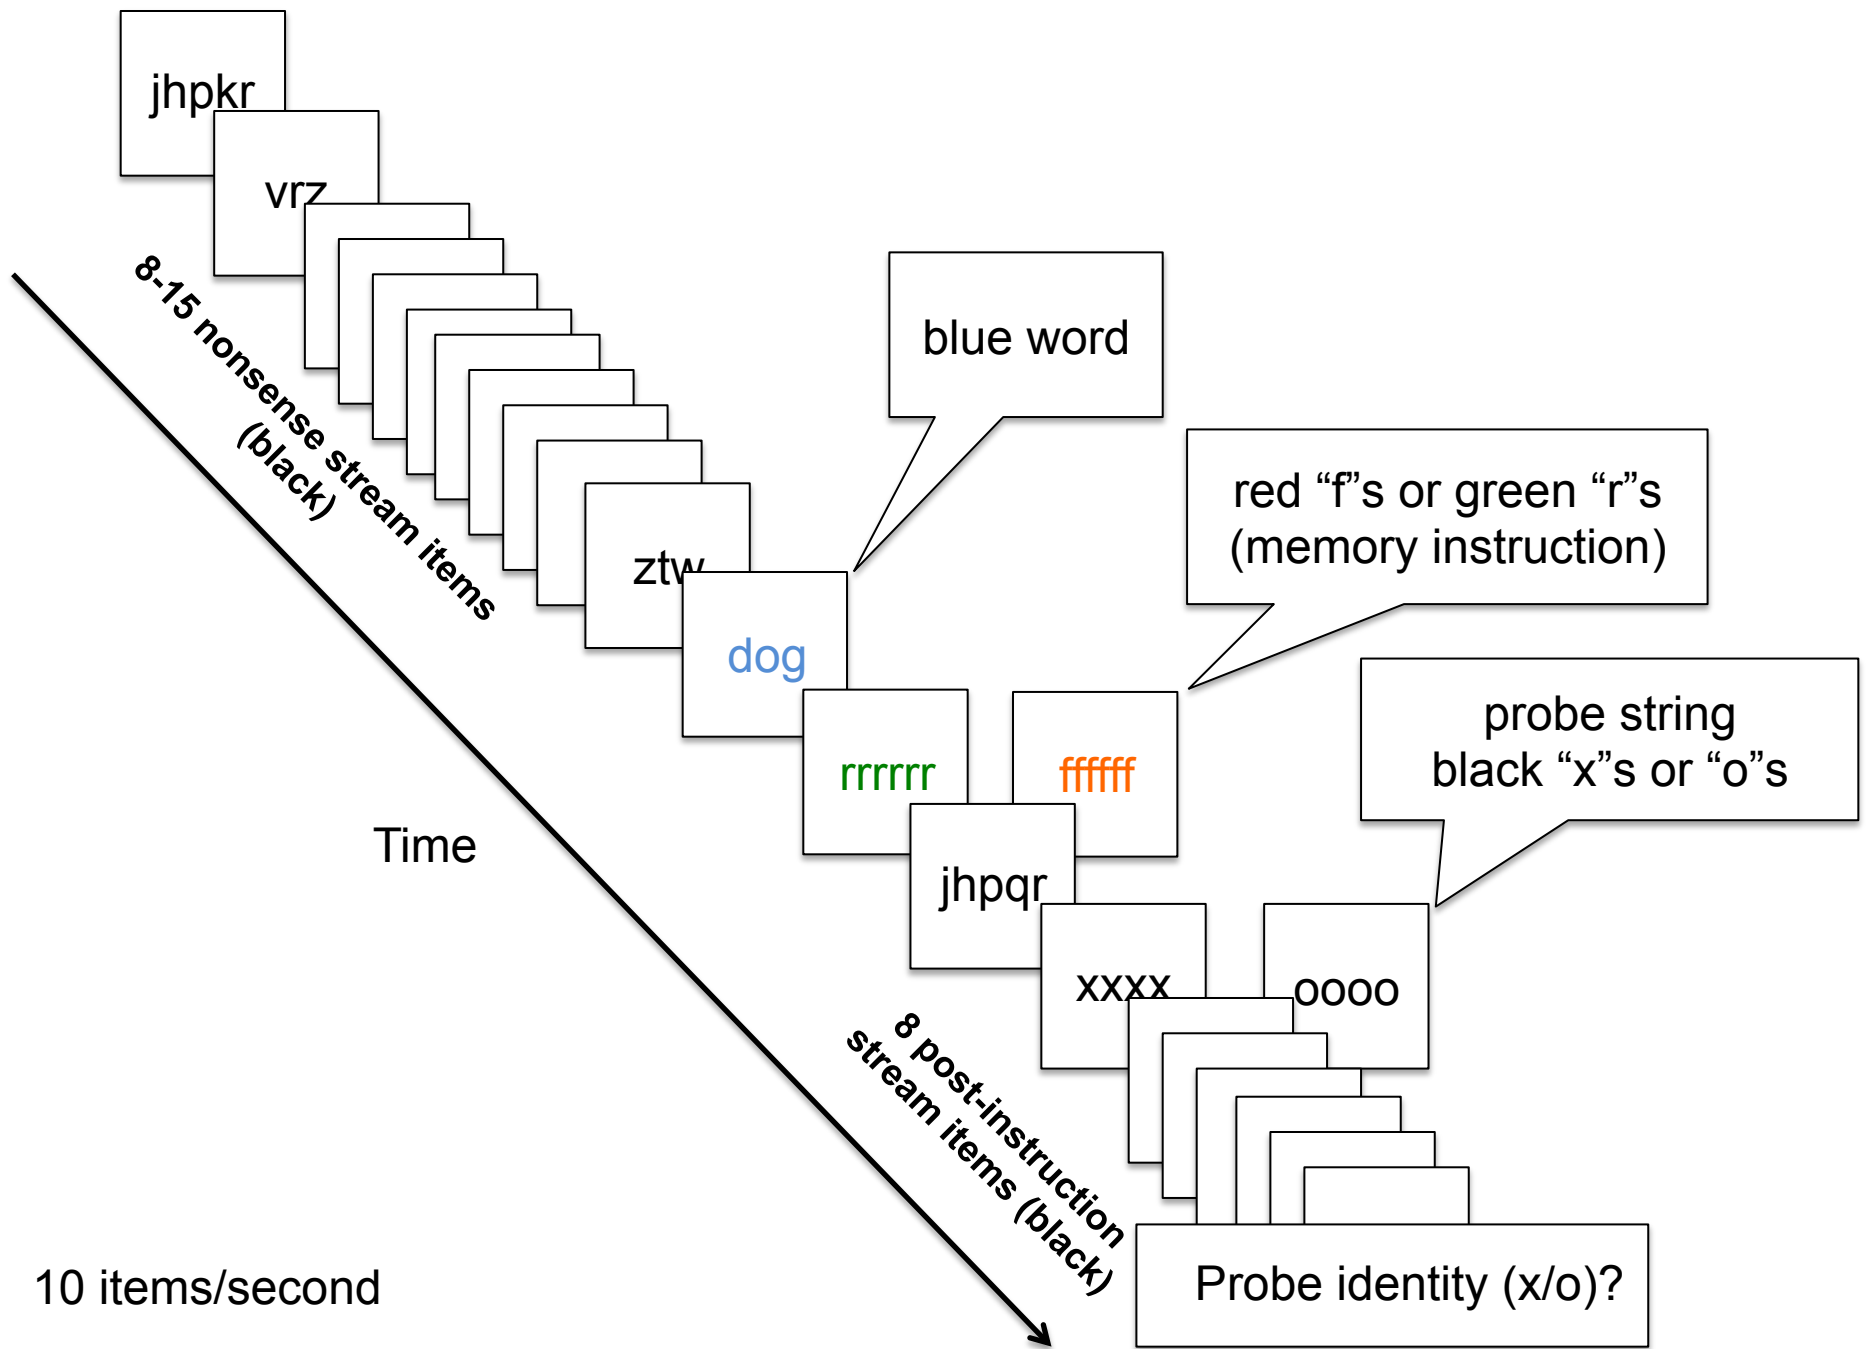 jhpkr
vrz
8-15 nonsense stream items
(black)
ztw
blue word
dog
red “f”s or green “r”s
(memory instruction)
rrrrrr
ffffff
probe string
black “x”s or “o”s
Time
jhpqr
xxxx
oooo
8 post-instruction
stream items (black)
Probe identity (x/o)?
10 items/second